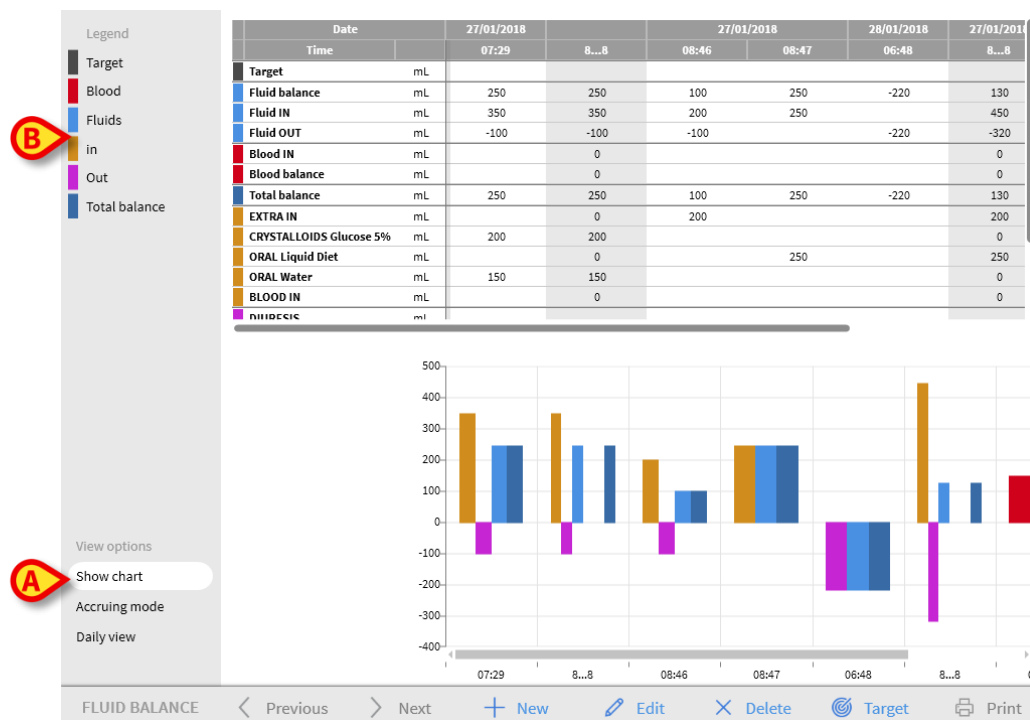 Legend
Target
Blood
Fluids
B
in
Out
Total balance
Date 27/01/2018 27/01/2018 28/01/2018 27/01/201
Time 07:29 8...8 08:46 08:47 06:48 8...8
Target mL
Fluid balance mL 250 250 100 250 -220 130
Fluid IN mL 350 350 200 250 450
Fluid OUT mL -100 -100 -100 -220 -320
Blood IN mL 0 0
Blood balance mL 0 0
Total balance mL 250 250 100 250 -220 130
EXTRA IN mL 0 200 200
CRYSTALLOIDS Glucose 5% mL 200 200 0
ORAL Liquid Diet mL 0 250 250
ORAL Water mL 150 150 0
BLOOD IN mL 0 0
DIURESIS mL
500
400
300
200
100
0
-100
-200
-300
-400
07:29 8...8 08:46 08:47 06:48 8...8
View options
A
Show chart
Accruing mode
Daily view
FLUID BALANCE Previous Next New Edit Delete Target Print